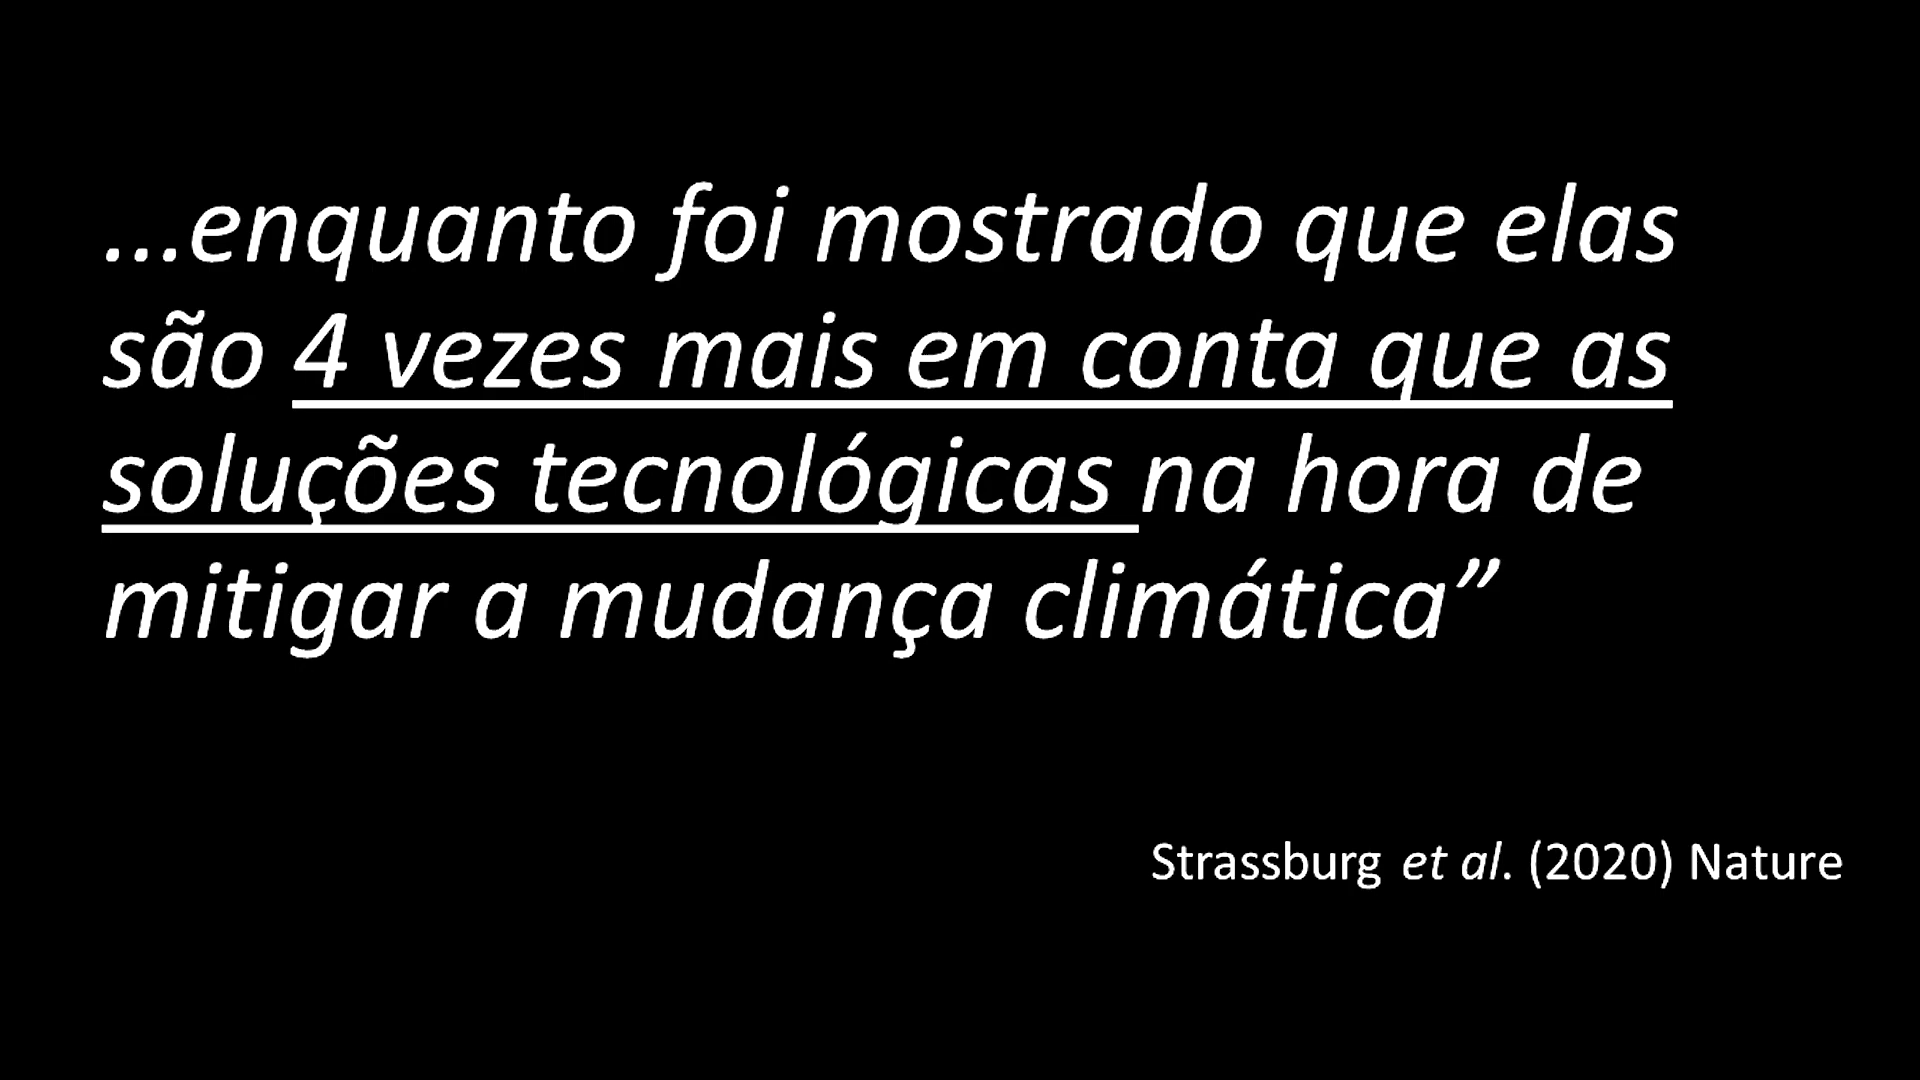 ...enquanto foi mostrado que elas
são 4 vezes mais em conta que as
soluções tecnológicas na hora de
mitigar a mudança climática”
Strassburg et al. (2020) Nature